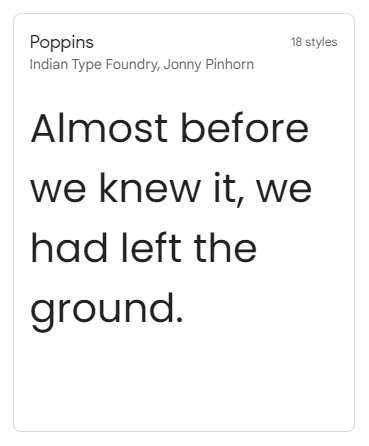 Poppins
18 styles
Indian Type Foundry, Jonny Pinhorn
Almost before
we knew it, we
had left the
ground.